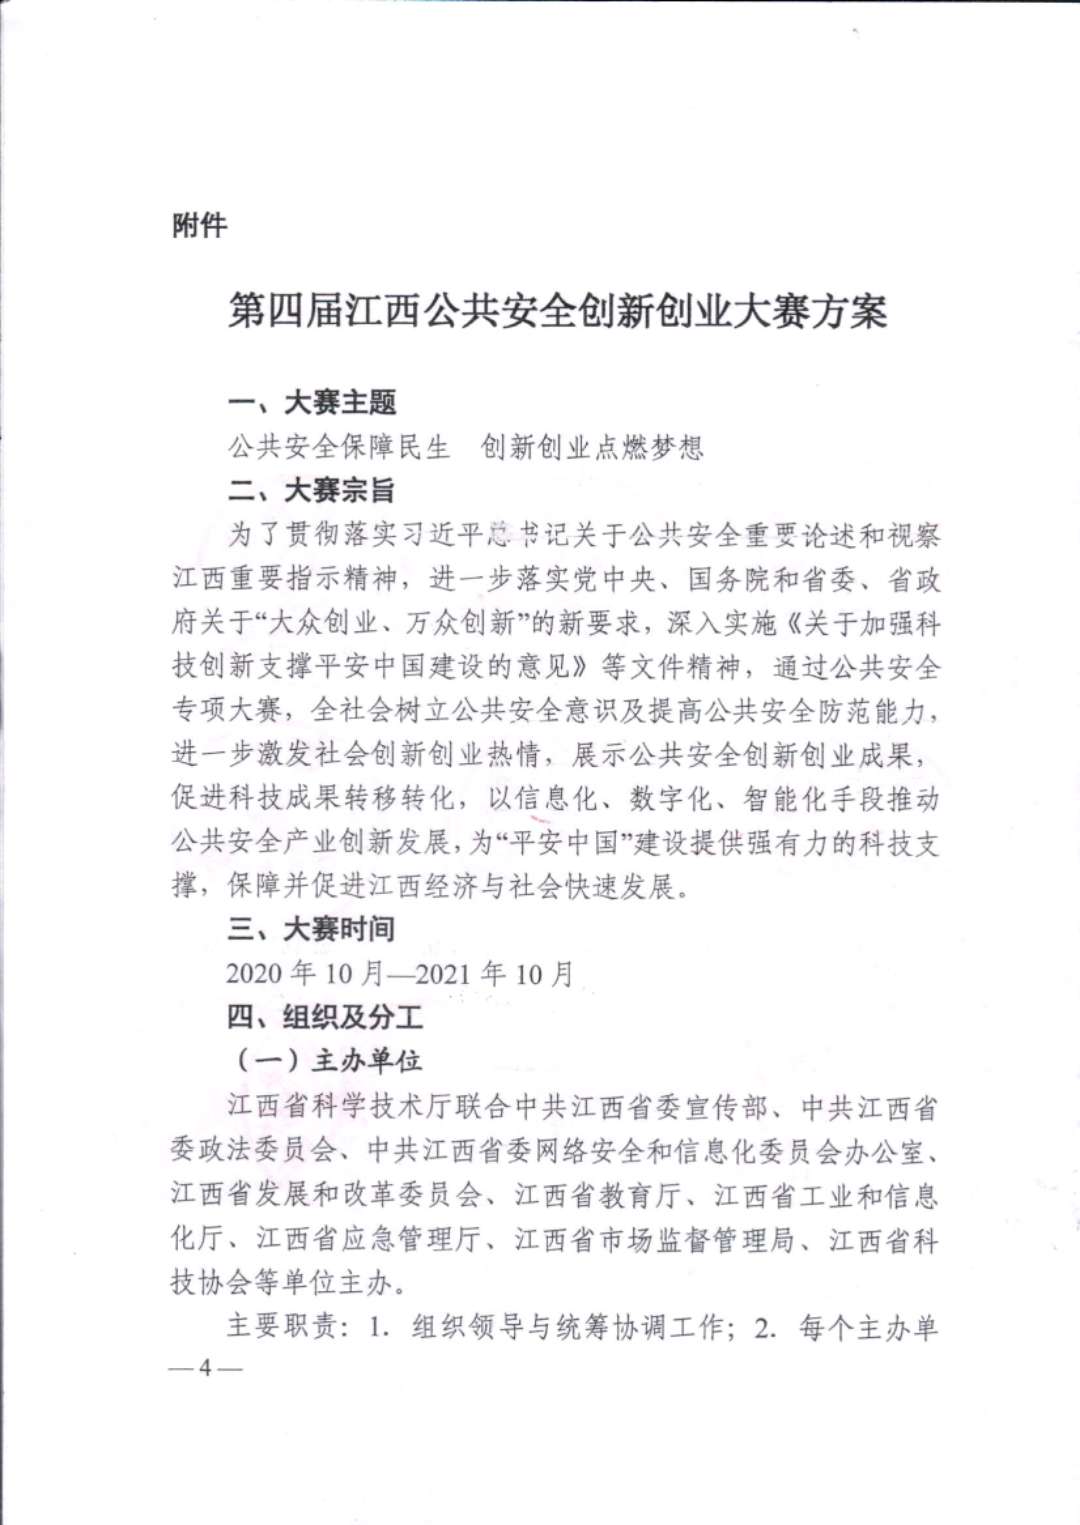 附件
第四届江西公共安全创新创业大赛方案
一、大赛主题
公共安全保障民生　创新创业点燃梦想
二、大赛宗旨
为了贯彻落实习近平总书记关于公共安全重要论述和视察
江西重要指示精神，进一步落实党中央、国务院和省委、省政
府关于“大众创业、万众创新”的新要求，深入实施《关于加强科
技创新支撑平安中国建设的意见》等文件精神，通过公共安全
专项大赛，全社会树立公共安全意识及提高公共安全防范能力，
进一步激发社会创新创业热情，展示公共安全创新创业成果，
促进科技成果转移转化，以信息化、数字化、智能化手段推动
公共安全产业创新发展，为“平安中国”建设提供强有力的科技支
撑，保障并促进江西经济与社会快速发展。
三、大赛时间
2020 年 10 月—2021 年 10 月
四、组织及分工
（一）主办单位
江西省科学技术厅联合中共江西省委宣传部、中共江西省
委政法委员会、中共江西省委网络安全和信息化委员会办公室、
江西省发展和改革委员会、江西省教育厅、江西省工业和信息
化厅、江西省应急管理厅、江西省市场监督管理局、江西省科
技协会等单位主办。
主要职责：1．组织领导与统筹协调工作；2．每个主办单
— 4 —